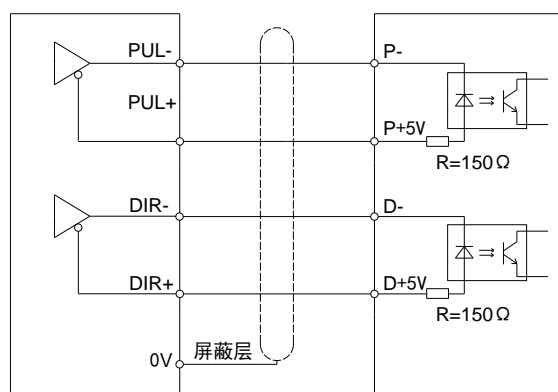 PUL-
P-
PUL+
P+5V
R=150Ω
DIR-
D-
DIR+
D+5V
R=150Ω
0V
屏蔽层